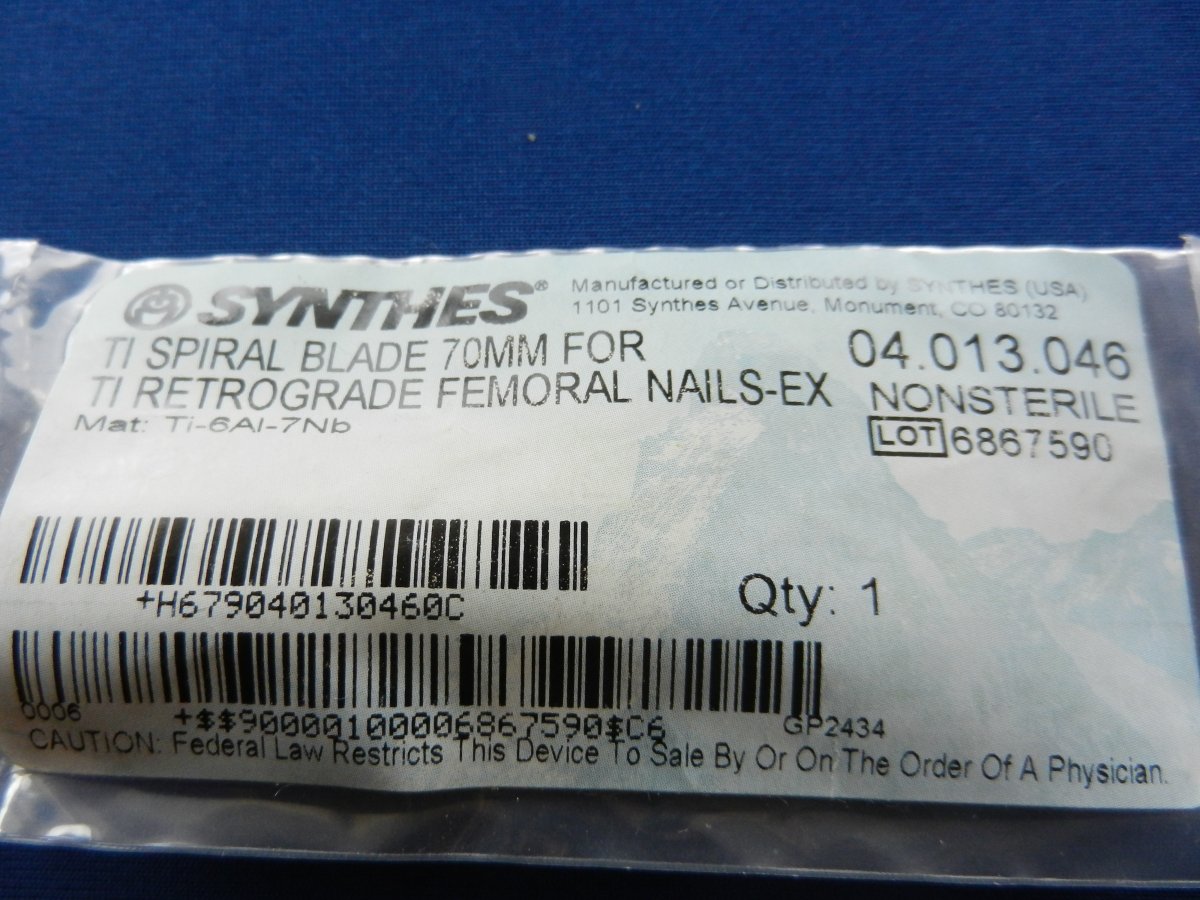 SYNTHES®
Manufactured or Distributed by SYNTHES (USA)
1101 Synthes Avenue, Monument, CO 80132
TI SPIRAL BLADE 70MM FOR
TI RETROGRADE FEMORAL NAILS-EX
Mat: Ti-6Al-7Nb
04.013.046
NONSTERILE
LOT 6867590
+H679040130460C
Qty: 1
0006
+$$90000100006867590$C6
GP2434
CAUTION: Federal Law Restricts This Device To Sale By Or On The Order Of A Physician.